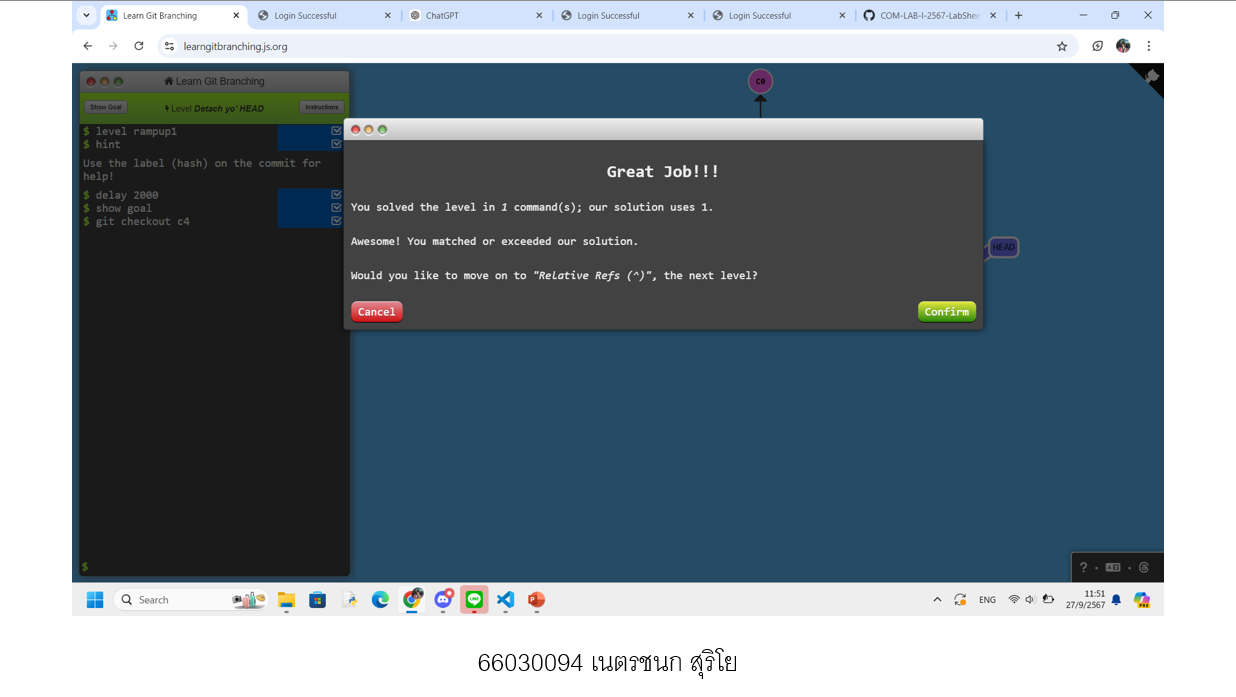 Learn Git Branching
Login Successful
ChatGPT
Login Successful
Login Successful
COM-LAB-I-2567-LabShee
learngitbranching.js.org
Learn Git Branching
Show Goal
Level Detach yo' HEAD
Instructions
$ level rampup1
$ hint
Use the label (hash) on the commit for
help!
$ delay 2000
$ show goal
$ git checkout c4
$
Great Job!!!
You solved the level in 1 command(s); our solution uses 1.
Awesome! You matched or exceeded our solution.
Would you like to move on to "Relative Refs (^)", the next level?
Cancel
Confirm
HEAD
Search
ENG
11:51
27/9/2567
66030094 เนตรชนก สุริโย